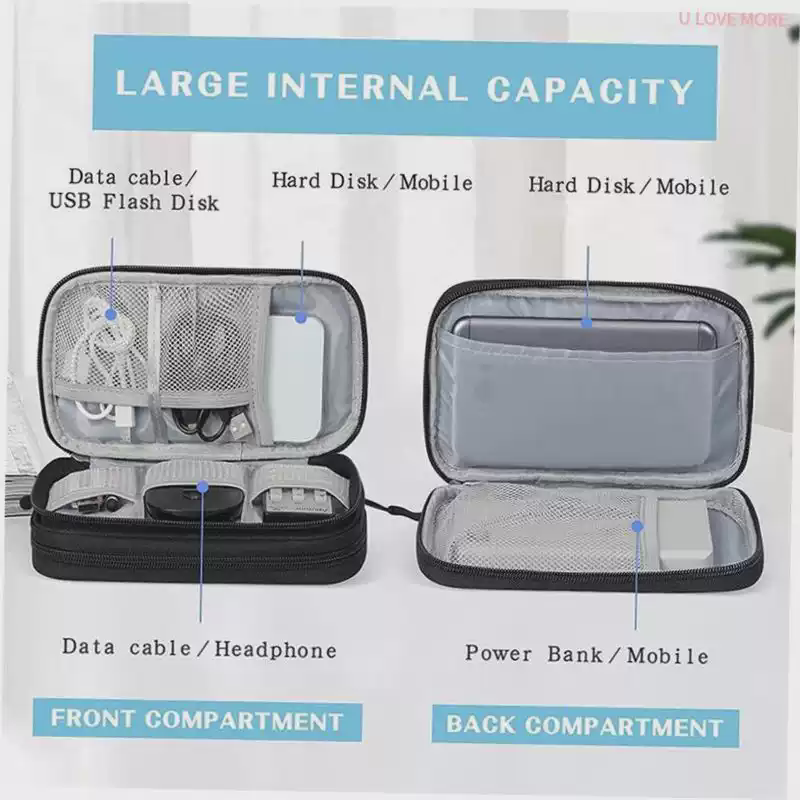 U LOVE MORE
LARGE INTERNAL CAPACITY
Data cable/
USB Flash Disk
Hard Disk/Mobile
Hard Disk/Mobile
Data cable/Headphone
Power Bank/Mobile
FRONT COMPARTMENT
BACK COMPARTMENT